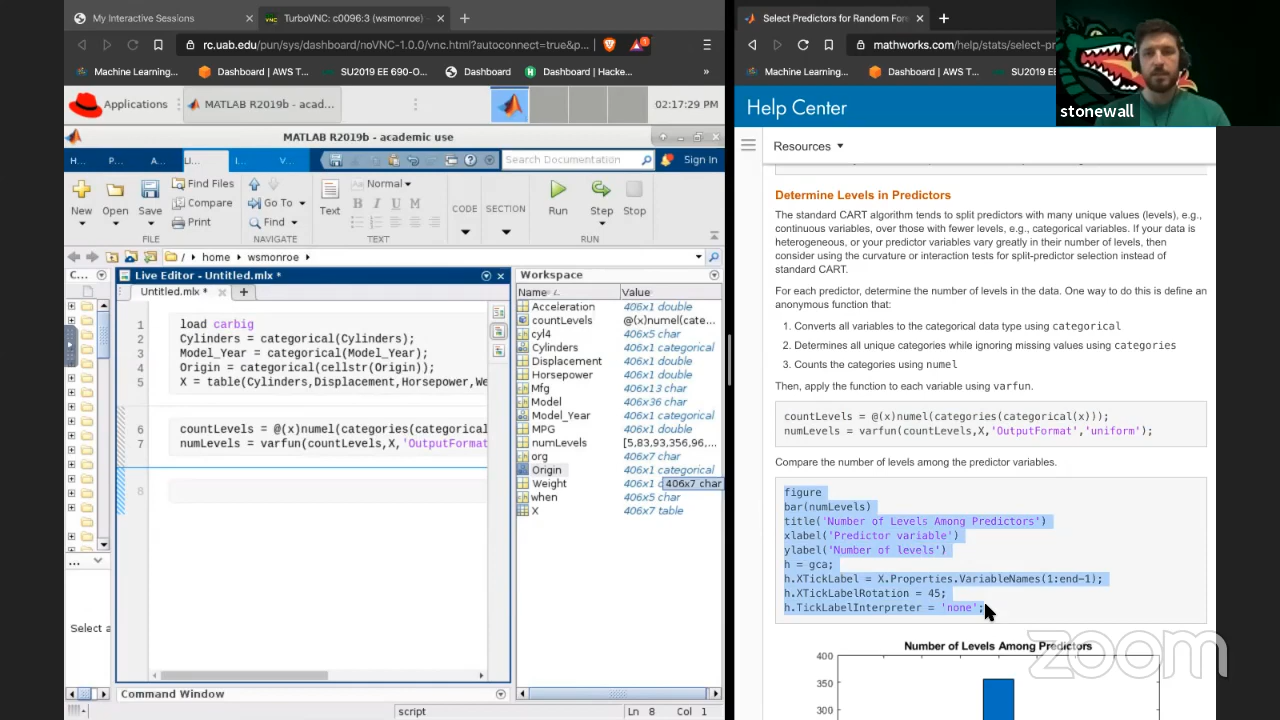 My Interactive Sessions
TurboVNC: c0096:3 (wsmonroe)
rc.uab.edu/pun/sys/dashboard/noVNC-1.0.0/vnc.html?autoconnect=true&p...
Machine Learning...
Dashboard | AWS T...
SU2019 EE 690-O...
Dashboard
Dashboard | Hacke...
»
Applications
MATLAB R2019b - acad...
02:17:29 PM
MATLAB R2019b - academic use
H...
P...
A...
LI...
I...
V...
Search Documentation
Sign In
New
Open
Save
Find Files
Compare
Print
Go To
Find
Text
Normal
B I U M
CODE
SECTION
Run
Step
Stop
FILE
NAVIGATE
TEXT
RUN
/ home wsmonroe
C...
Live Editor - Untitled.mlx *
Untitled.mlx *
1 load carbig
2 Cylinders = categorical(Cylinders);
3 Model_Year = categorical(Model_Year);
4 Origin = categorical(cellstr(Origin));
5 X = table(Cylinders,Displacement,Horsepower,We
6 countLevels = @(x)numel(categories(categorical
7 numLevels = varfun(countLevels,X,'OutputFormat
8
...
Select a
Workspace
Name Value
Acceleration 406x1 double
countLevels @(x)numel(cate...
cyl4 406x5 char
Cylinders 406x1 categorical
Displacement 406x1 double
Horsepower 406x1 double
Mfg 406x13 char
Model 406x36 char
Model_Year 406x1 categorical
MPG 406x1 double
numLevels [5,83,93,356,96,...
org 406x7 char
Origin 406x1 categorical
Weight 406x1 406x7 char
when 406x5 char
X 406x7 table
Command Window
script
Ln 8 Col 1
Select Predictors for Random Fore
mathworks.com/help/stats/select-pr
Machine Learning...
Dashboard | AWS T...
SU2019 EE
stonewall
Help Center
Resources
Determine Levels in Predictors
The standard CART algorithm tends to split predictors with many unique values (levels), e.g.,
continuous variables, over those with fewer levels, e.g., categorical variables. If your data is
heterogeneous, or your predictor variables vary greatly in their number of levels, then
consider using the curvature or interaction tests for split-predictor selection instead of
standard CART.
For each predictor, determine the number of levels in the data. One way to do this is define an
anonymous function that:
1. Converts all variables to the categorical data type using categorical
2. Determines all unique categories while ignoring missing values using categories
3. Counts the categories using numel
Then, apply the function to each variable using varfun.
countLevels = @(x)numel(categories(categorical(x)));
numLevels = varfun(countLevels,X,'OutputFormat','uniform');
Compare the number of levels among the predictor variables.
figure
bar(numLevels)
title('Number of Levels Among Predictors')
xlabel('Predictor variable')
ylabel('Number of levels')
h = gca;
h.XTickLabel = X.Properties.VariableNames(1:end-1);
h.XTickLabelRotation = 45;
h.TickLabelInterpreter = 'none';
Number of Levels Among Predictors
400
350
300
zoom